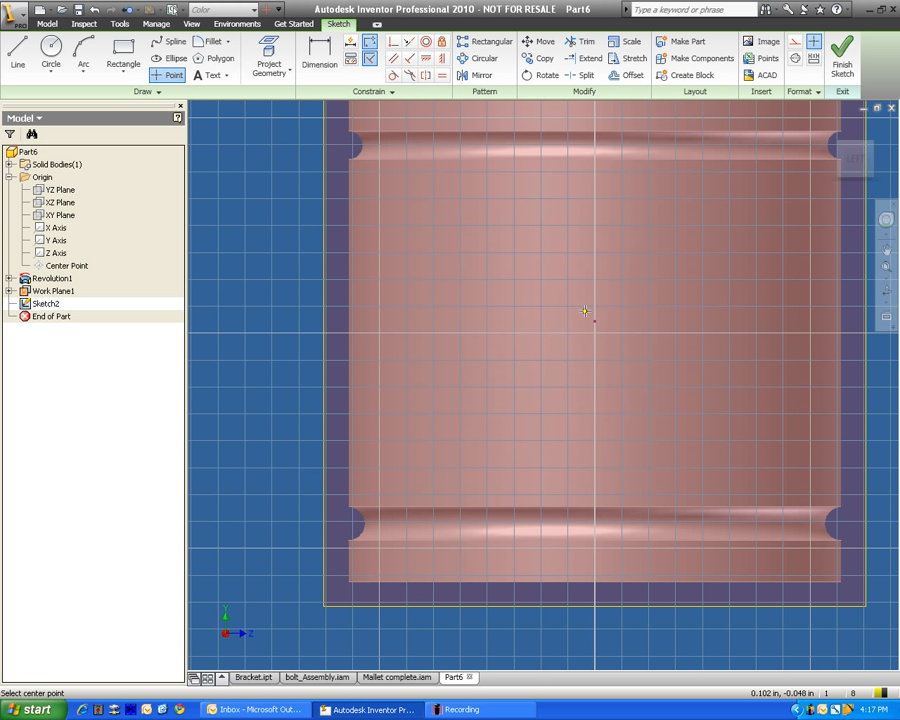 PRO
Color
Autodesk Inventor Professional 2010 - NOT FOR RESALE Part6
Type a keyword or phrase
Model Inspect Tools Manage View Environments Get Started Sketch
Line Circle Arc Rectangle
Spline Fillet
Ellipse Polygon
Point Text
Project
Geometry
Dimension
Rectangular
Circular
Mirror
Move Trim Scale
Copy Extend Stretch
Rotate Split Offset
Make Part
Make Components
Create Block
Image
Points
ACAD
Finish
Sketch
Draw Constrain Pattern Modify Layout Insert Format Exit
Model
Part6
Solid Bodies(1)
Origin
YZ Plane
XZ Plane
XY Plane
X Axis
Y Axis
Z Axis
Center Point
Revolution1
Work Plane1
Sketch2
End of Part
LEFT
Y
Z
Bracket.ipt bolt_Assembly.iam Mallet complete.iam Part6
Select center point 0.102 in, -0.048 in 1 8
start Inbox - Microsoft Out... Autodesk Inventor Pr... Recording 4:17 PM